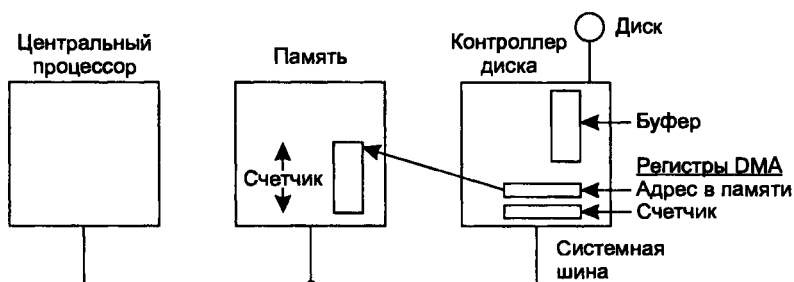 Центральный
процессор
Память
Контроллер
диска
Диск
Буфер
Счетчик
Регистры DMA
Адрес в памяти
Счетчик
Системная
шина